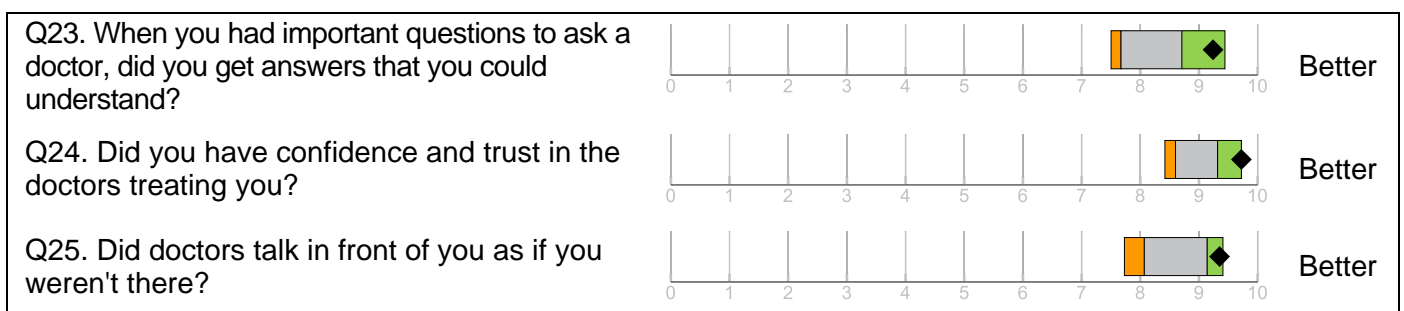 Q23. When you had important questions to ask a
doctor, did you get answers that you could
understand?
Better
0 1 2 3 4 5 6 7 8 9 10
Q24. Did you have confidence and trust in the
doctors treating you?
Better
0 1 2 3 4 5 6 7 8 9 10
Q25. Did doctors talk in front of you as if you
weren't there?
Better
0 1 2 3 4 5 6 7 8 9 10